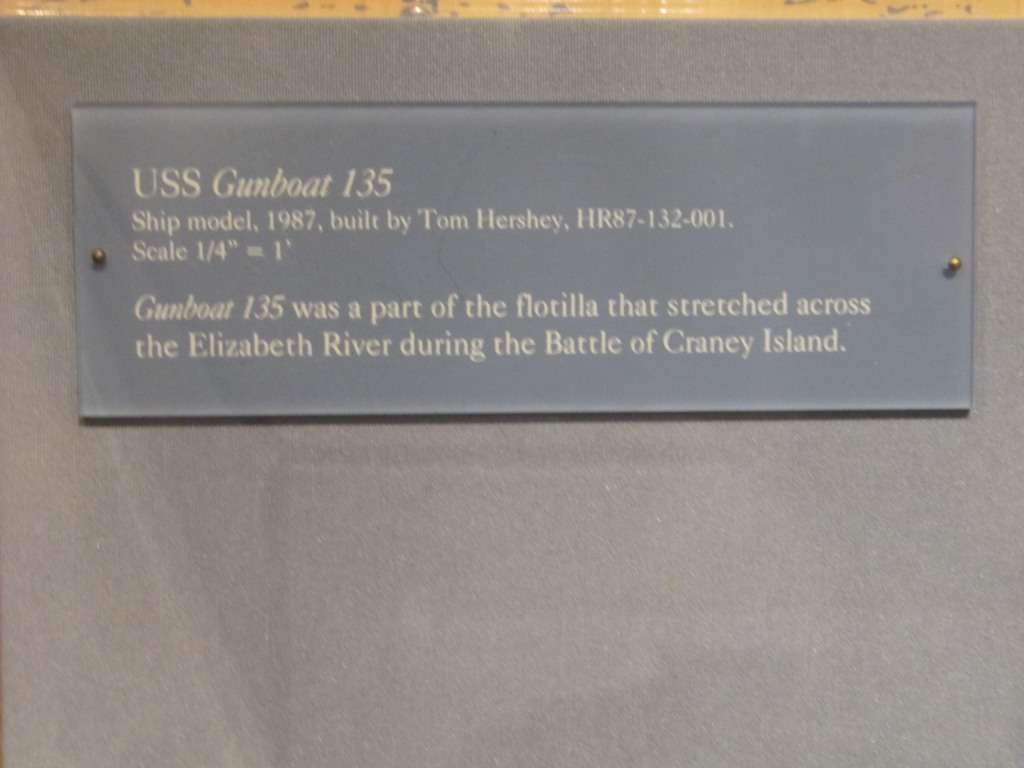 USS Gunboat 135
Ship model, 1987, built by Tom Hershey, HR87-132-001.
Scale 1/4" = 1'
Gunboat 135 was a part of the flotilla that stretched across
the Elizabeth River during the Battle of Craney Island.